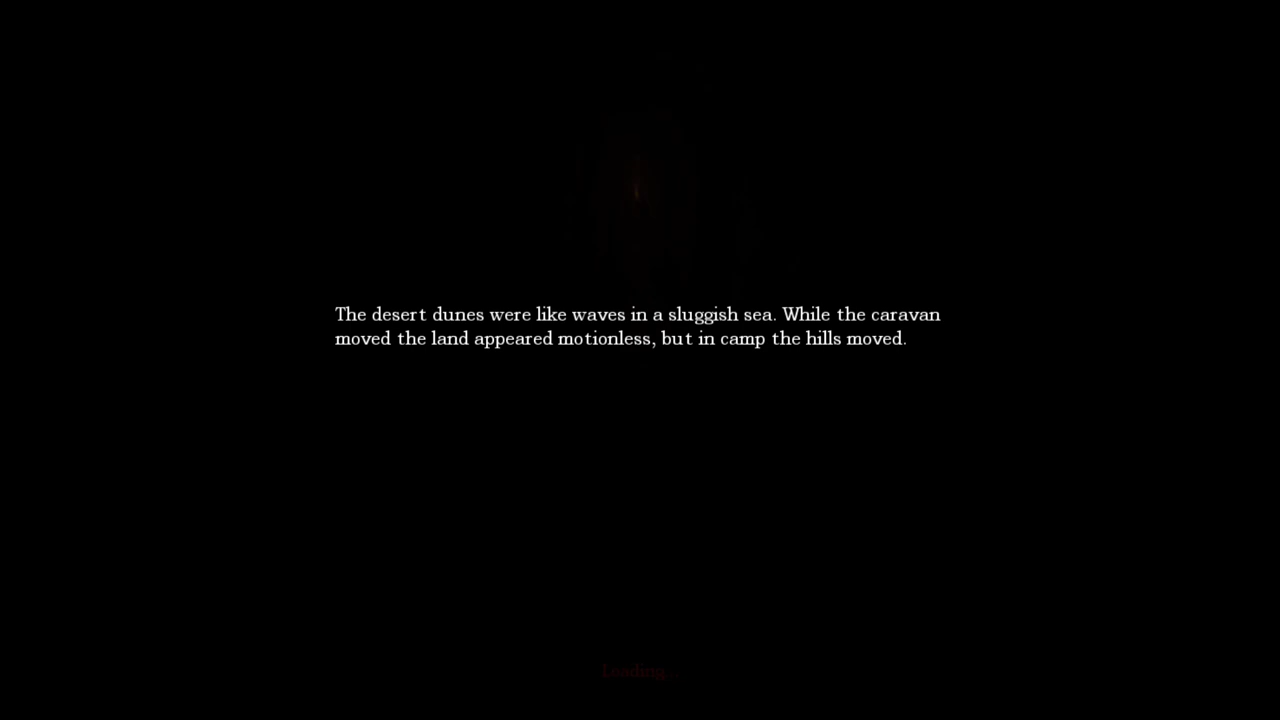 The desert dunes were like waves in a sluggish sea. While the caravan
moved the land appeared motionless, but in camp the hills moved.
Loading...